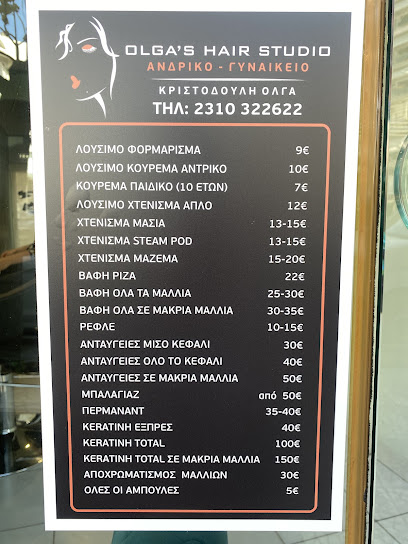 OLGA'S HAIR STUDIO
ΑΝΔΡΙΚΟ - ΓΥΝΑΙΚΕΙΟ
ΚΡΙΣΤΟΔΟΥΛΗ ΟΛΓΑ
ΤΗΛ: 2310 322622
ΛΟΥΣΙΜΟ ΦΟΡΜΑΡΙΣΜΑ 9€
ΛΟΥΣΙΜΟ ΚΟΥΡΕΜΑ ΑΝΤΡΙΚΟ 10€
ΚΟΥΡΕΜΑ ΠΑΙΔΙΚΟ (10 ΕΤΩΝ) 7€
ΛΟΥΣΙΜΟ ΧΤΕΝΙΣΜΑ ΑΠΛΟ 12€
ΧΤΕΝΙΣΜΑ ΜΑΣΙΑ 13-15€
ΧΤΕΝΙΣΜΑ STEAM POD 13-15€
ΧΤΕΝΙΣΜΑ ΜΑΖΕΜΑ 15-20€
ΒΑΦΗ ΡΙΖΑ 22€
ΒΑΦΗ ΟΛΑ ΤΑ ΜΑΛΛΙΑ 25-30€
ΒΑΦΗ ΟΛΑ ΣΕ ΜΑΚΡΙΑ ΜΑΛΛΙΑ 30-35€
ΡΕΦΛΕ 10-15€
ΑΝΤΑΥΓΕΙΕΣ ΜΙΣΟ ΚΕΦΑΛΙ 30€
ΑΝΤΑΥΓΕΙΕΣ ΟΛΟ ΤΟ ΚΕΦΑΛΙ 40€
ΑΝΤΑΥΓΕΙΕΣ ΣΕ ΜΑΚΡΙΑ ΜΑΛΛΙΑ 50€
ΜΠΑΛΑΓΙΑΖ από 50€
ΠΕΡΜΑΝΑΝΤ 35-40€
ΚΕΡΑΤΙΝΗ ΕΞΠΡΕΣ 40€
ΚΕΡΑΤΙΝΗ TOTAL 100€
ΚΕΡΑΤΙΝΗ TOTAL ΣΕ ΜΑΚΡΙΑ ΜΑΛΛΙΑ 150€
ΑΠΟΧΡΩΜΑΤΙΣΜΟΣ ΜΑΛΛΙΩΝ 30€
ΟΛΕΣ ΟΙ ΑΜΠΟΥΛΕΣ 5€